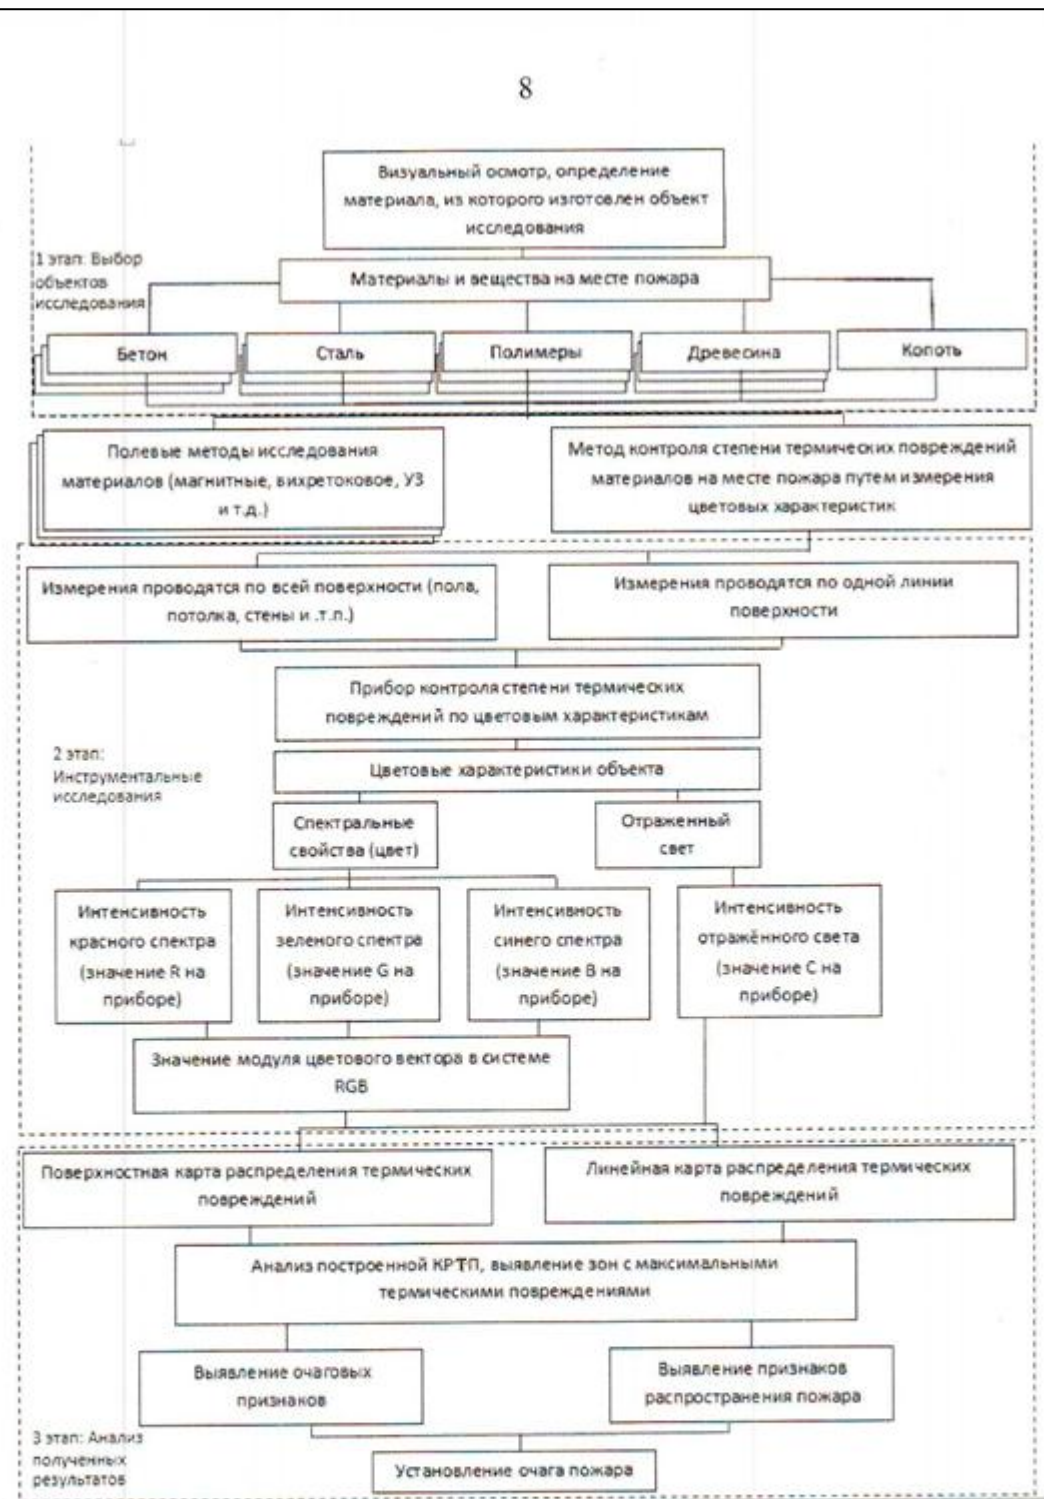 8
Визуальный осмотр, определение
материала, из которого изготовлен объект
исследования
1 этап: Выбор
объектов
исследования
Материалы и вещества на месте пожара
Бетон
Сталь
Полимеры
Древесина
Копоть
Полевые методы исследования
материалов (магнитные, вихретоковое, УЗ
и т.д.)
Метод контроля степени термических повреждений
материалов на месте пожара путем измерения
цветовых характеристик
Измерения проводятся по всей поверхности (пола,
потолка, стены и .т.п.)
Измерения проводятся по одной линии
поверхности
Прибор контроля степени термических
повреждений по цветовым характеристикам
2 этап:
Инструментальные
исследования
Цветовые характеристики объекта
Спектральные
свойства (цвет)
Отраженный
свет
Интенсивность
красного спектра
(значение R на
приборе)
Интенсивность
зеленого спектра
(значение G на
приборе)
Интенсивность
синего спектра
(значение B на
приборе)
Интенсивность
отражённого света
(значение C на
приборе)
Значение модуля цветового вектора в системе
RGB
Поверхностная карта распределения термических
повреждений
Линейная карта распределения термических
повреждений
Анализ построенной КРТП, выявление зон с максимальными
термическими повреждениями
Выявление очаговых
признаков
Выявление признаков
распространения пожара
3 этап: Анализ
полученных
результатов
Установление очага пожара